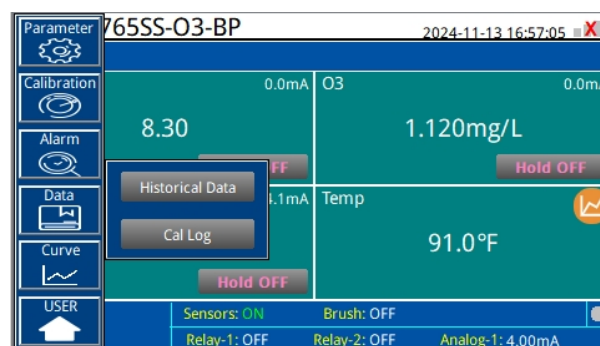 Parameter
765SS-O3-BP
2024-11-13 16:57:05
Calibration
0.0mA
O3
0.0m
8.30
1.120mg/L
Alarm
FF
Hold OFF
Data
Historical Data
.1mA
Temp
Cal Log
91.0°F
Curve
Hold OFF
USER
Sensors: ON
Brush: OFF
Relay-1: OFF
Relay-2: OFF
Analog-1: 4.00mA